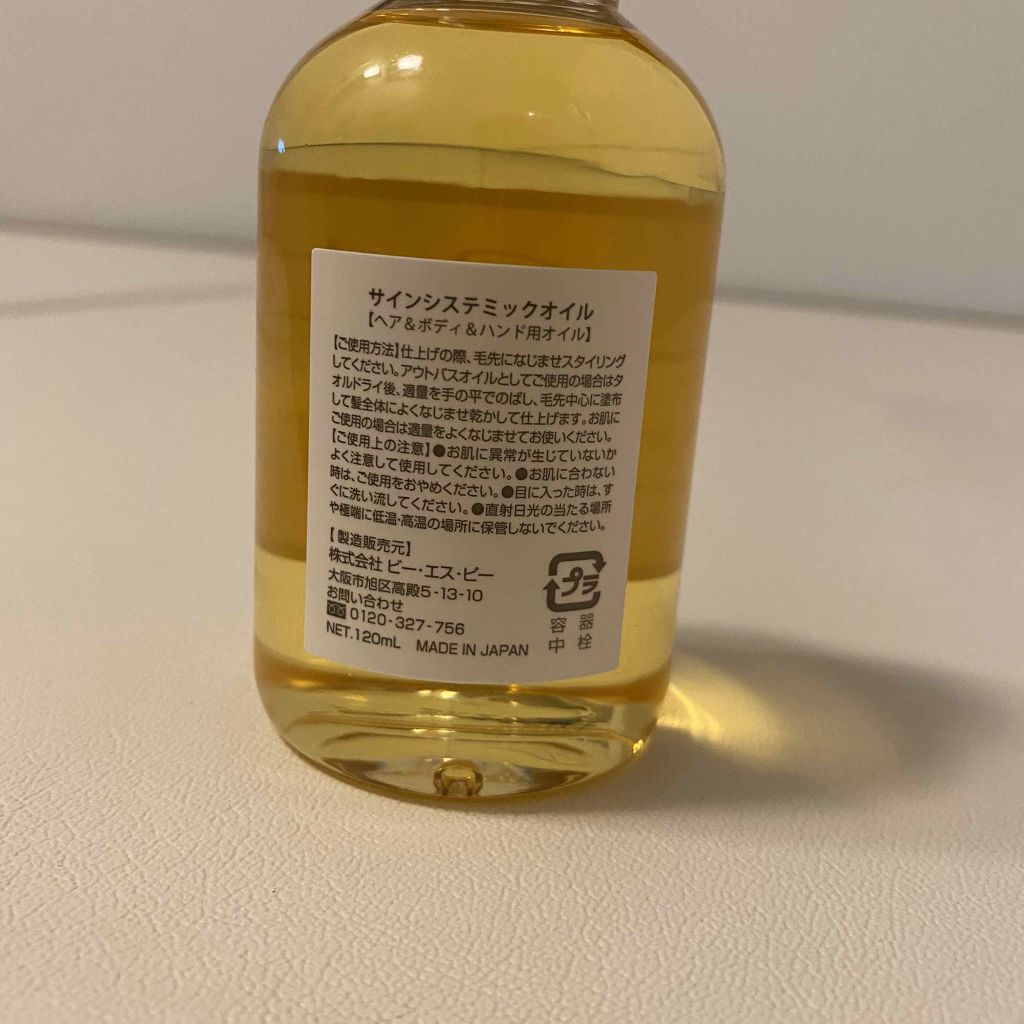 サインシステミックオイル
【ヘア＆ボディ＆ハンド用オイル】
【ご使用方法】仕上げの際、毛先になじませスタイリング
してください。アウトバスオイルとしてご使用の場合はタ
オルドライ後、適量を手の平でのばし、毛先中心に塗布
して髪全体によくなじませ乾かして仕上げます。お肌に
ご使用の場合は適量をよくなじませてお使いください。
【ご使用上の注意】●お肌に異常が生じていないか
よく注意して使用してください。●お肌に合わない
時は、ご使用をおやめください。●目に入った時は、す
ぐに洗い流してください。●直射日光の当たる場所
や極端に低温・高温の場所に保管しないでください。
【製造販売元】
株式会社 ビー・エス・ピー
大阪市旭区高殿5-13-10
お問い合わせ
0120-327-756
NET.120mL MADE IN JAPAN
プラ
容器
中栓